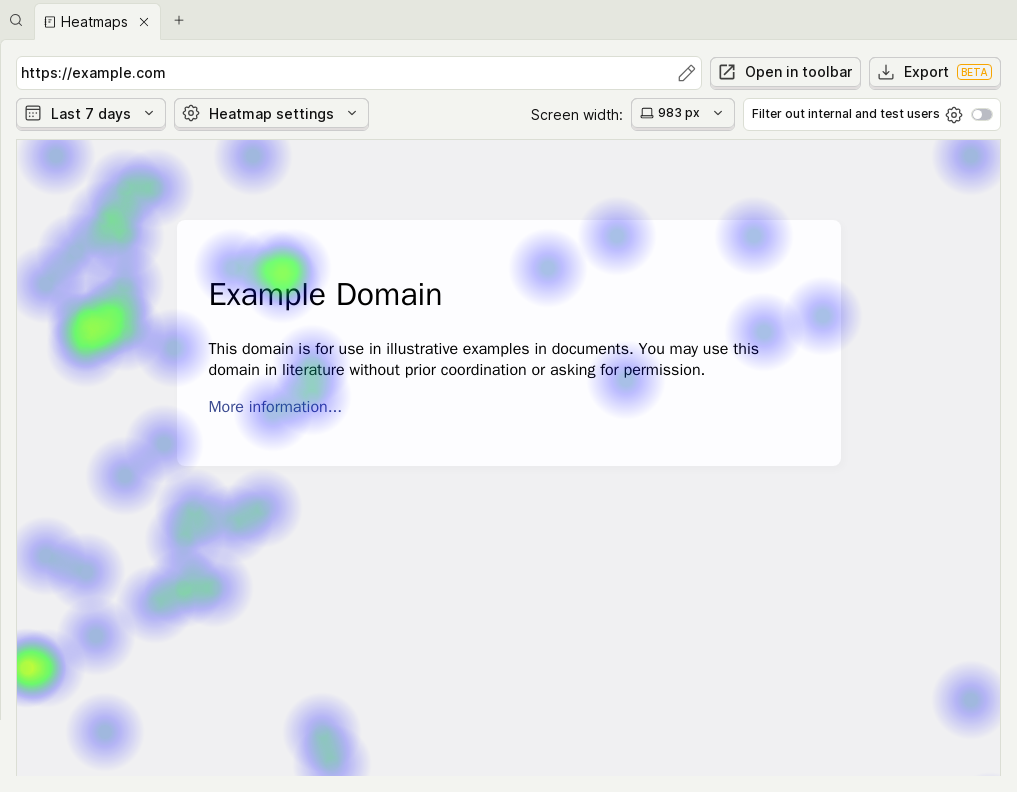 Heatmaps
https://example.com
Open in toolbar
Export BETA
Last 7 days
Heatmap settings
Screen width: 983 px
Filter out internal and test users
Example Domain
This domain is for use in illustrative examples in documents. You may use this
domain in literature without prior coordination or asking for permission.
More information...